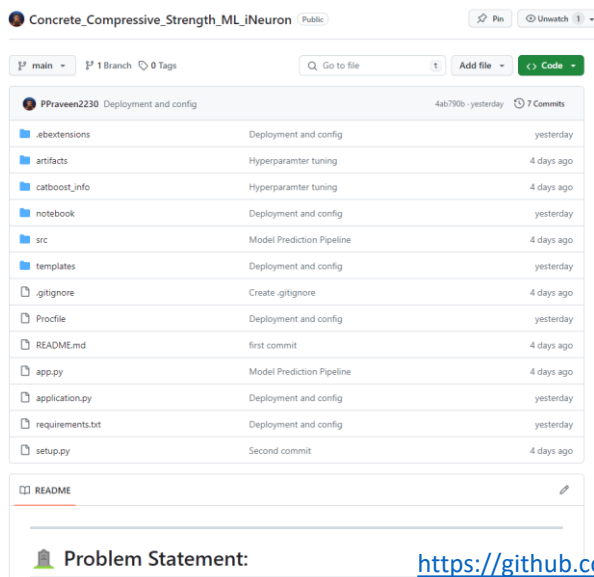 Concrete_Compressive_Strength_ML_iNeuron Public Pin Unwatch 1
main 1 Branch 0 Tags Go to file t Add file Code
PPraveen2230 Deployment and config 4ab790b · yesterday 7 Commits
.ebextensions Deployment and config yesterday
artifacts Hyperparamter tuning 4 days ago
catboost_info Hyperparamter tuning 4 days ago
notebook Deployment and config yesterday
src Model Prediction Pipeline 4 days ago
templates Deployment and config yesterday
.gitignore Create .gitignore 4 days ago
Procfile Deployment and config yesterday
README.md first commit 4 days ago
app.py Model Prediction Pipeline 4 days ago
application.py Deployment and config yesterday
requirements.txt Deployment and config yesterday
setup.py Second commit 4 days ago
README
Problem Statement: https://github.co